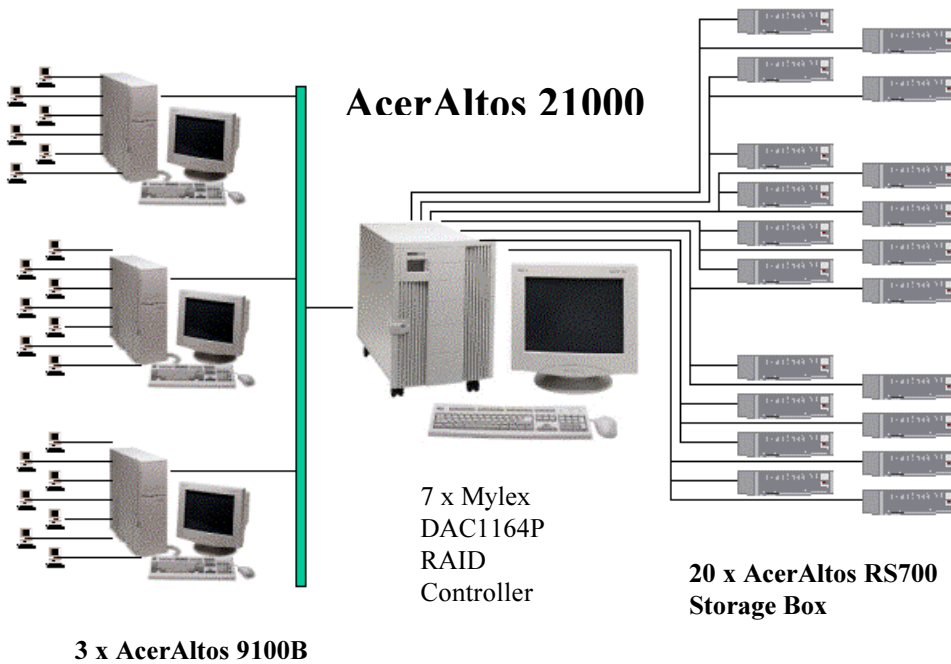 AcerAltos 21000
7 x Mylex
DAC1164P
RAID
Controller
20 x AcerAltos RS700
Storage Box
3 x AcerAltos 9100B